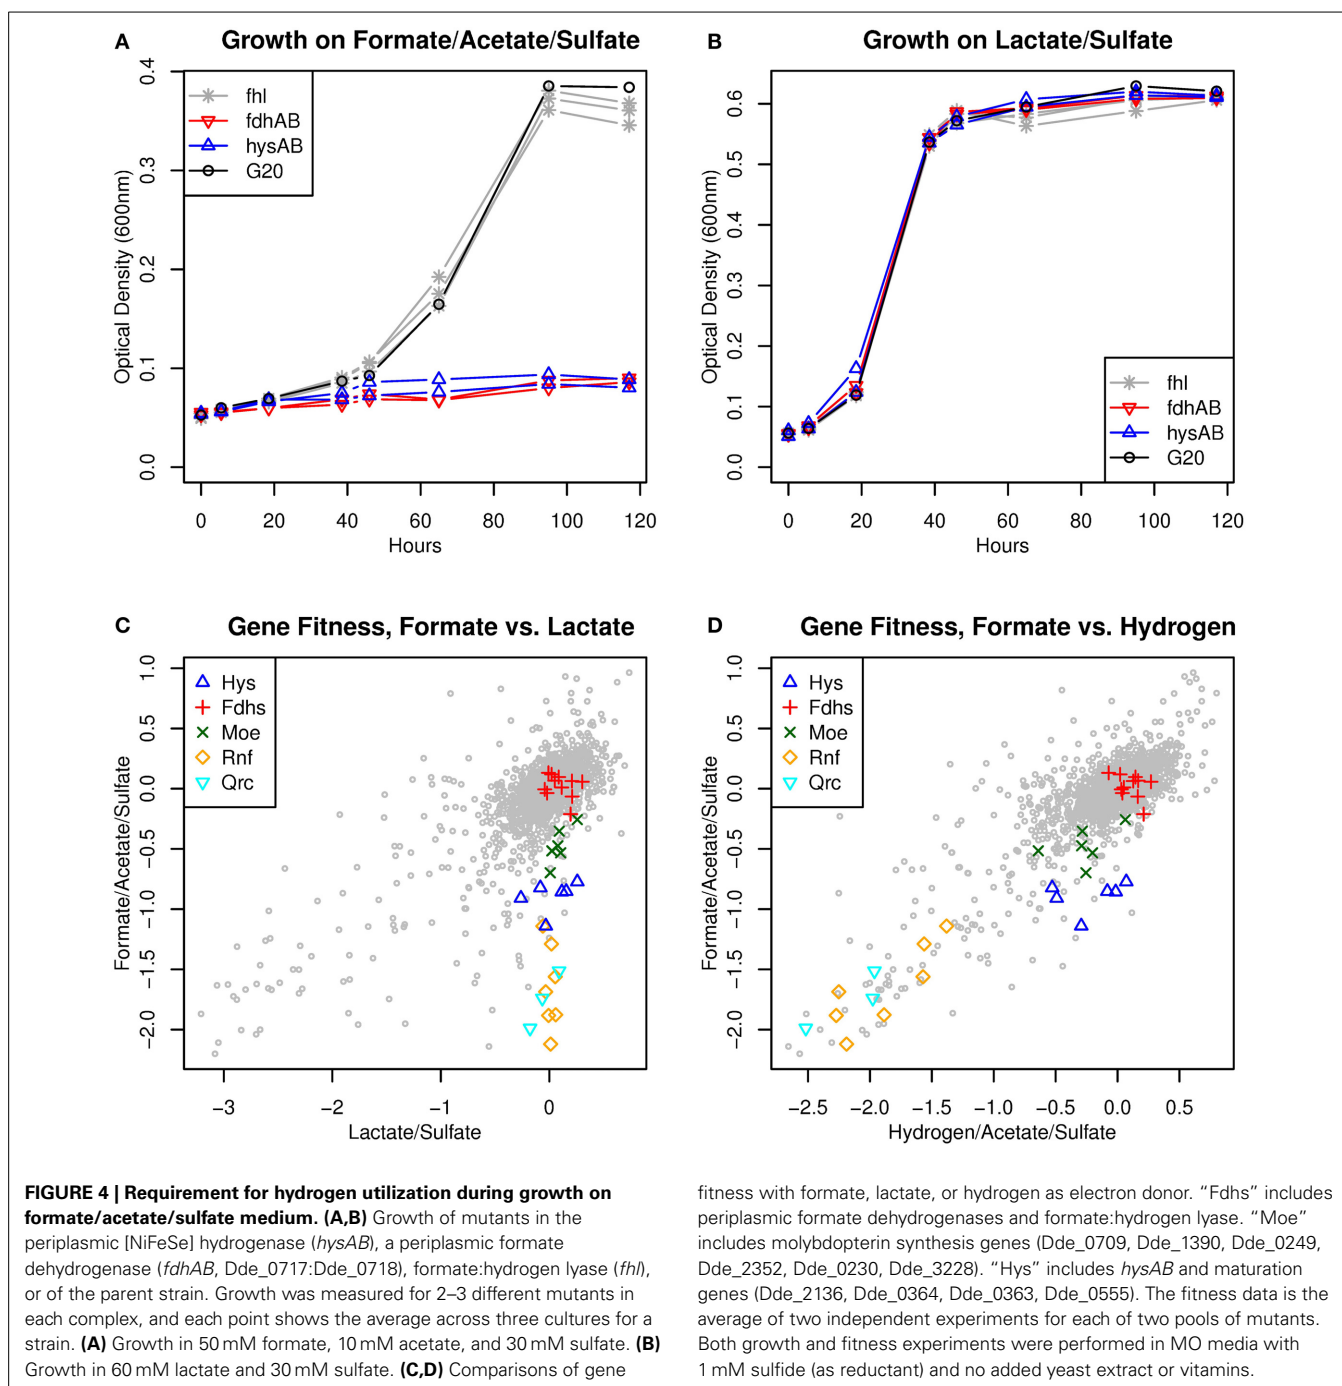 A
Growth on Formate/Acetate/Sulfate
fhl
fdhAB
hysAB
G20
Optical Density (600nm)
0.0
0.1
0.2
0.3
0.4
0
20
40
60
80
100
120
Hours
B
Growth on Lactate/Sulfate
fhl
fdhAB
hysAB
G20
Optical Density (600nm)
0.0
0.1
0.2
0.3
0.4
0.5
0.6
0
20
40
60
80
100
120
Hours
C
Gene Fitness, Formate vs. Lactate
Hys
Fdhs
Moe
Rnf
Qrc
Formate/Acetate/Sulfate
1.0
0.5
0.0
−0.5
−1.0
−1.5
−2.0
−3
−2
−1
0
Lactate/Sulfate
D
Gene Fitness, Formate vs. Hydrogen
Hys
Fdhs
Moe
Rnf
Qrc
Formate/Acetate/Sulfate
1.0
0.5
0.0
−0.5
−1.0
−1.5
−2.0
−2.5
−2.0
−1.5
−1.0
−0.5
0.0
0.5
Hydrogen/Acetate/Sulfate
FIGURE 4 | Requirement for hydrogen utilization during growth on
formate/acetate/sulfate medium. (A,B) Growth of mutants in the
periplasmic [NiFeSe] hydrogenase (hysAB), a periplasmic formate
dehydrogenase (fdhAB, Dde_0717:Dde_0718), formate:hydrogen lyase (fhl),
or of the parent strain. Growth was measured for 2–3 different mutants in
each complex, and each point shows the average across three cultures for a
strain. (A) Growth in 50 mM formate, 10 mM acetate, and 30 mM sulfate. (B)
Growth in 60 mM lactate and 30 mM sulfate. (C,D) Comparisons of gene
fitness with formate, lactate, or hydrogen as electron donor. “Fdhs” includes
periplasmic formate dehydrogenases and formate:hydrogen lyase. “Moe”
includes molybdopterin synthesis genes (Dde_0709, Dde_1390, Dde_0249,
Dde_2352, Dde_0230, Dde_3228). “Hys” includes hysAB and maturation
genes (Dde_2136, Dde_0364, Dde_0363, Dde_0555). The fitness data is the
average of two independent experiments for each of two pools of mutants.
Both growth and fitness experiments were performed in MO media with
1 mM sulfide (as reductant) and no added yeast extract or vitamins.